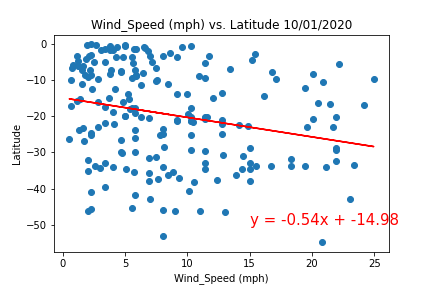 Wind_Speed (mph) vs. Latitude 10/01/2020
0
−10
−20
−30
−40
−50
Latitude
y = -0.54x + -14.98
0 5 10 15 20 25
Wind_Speed (mph)